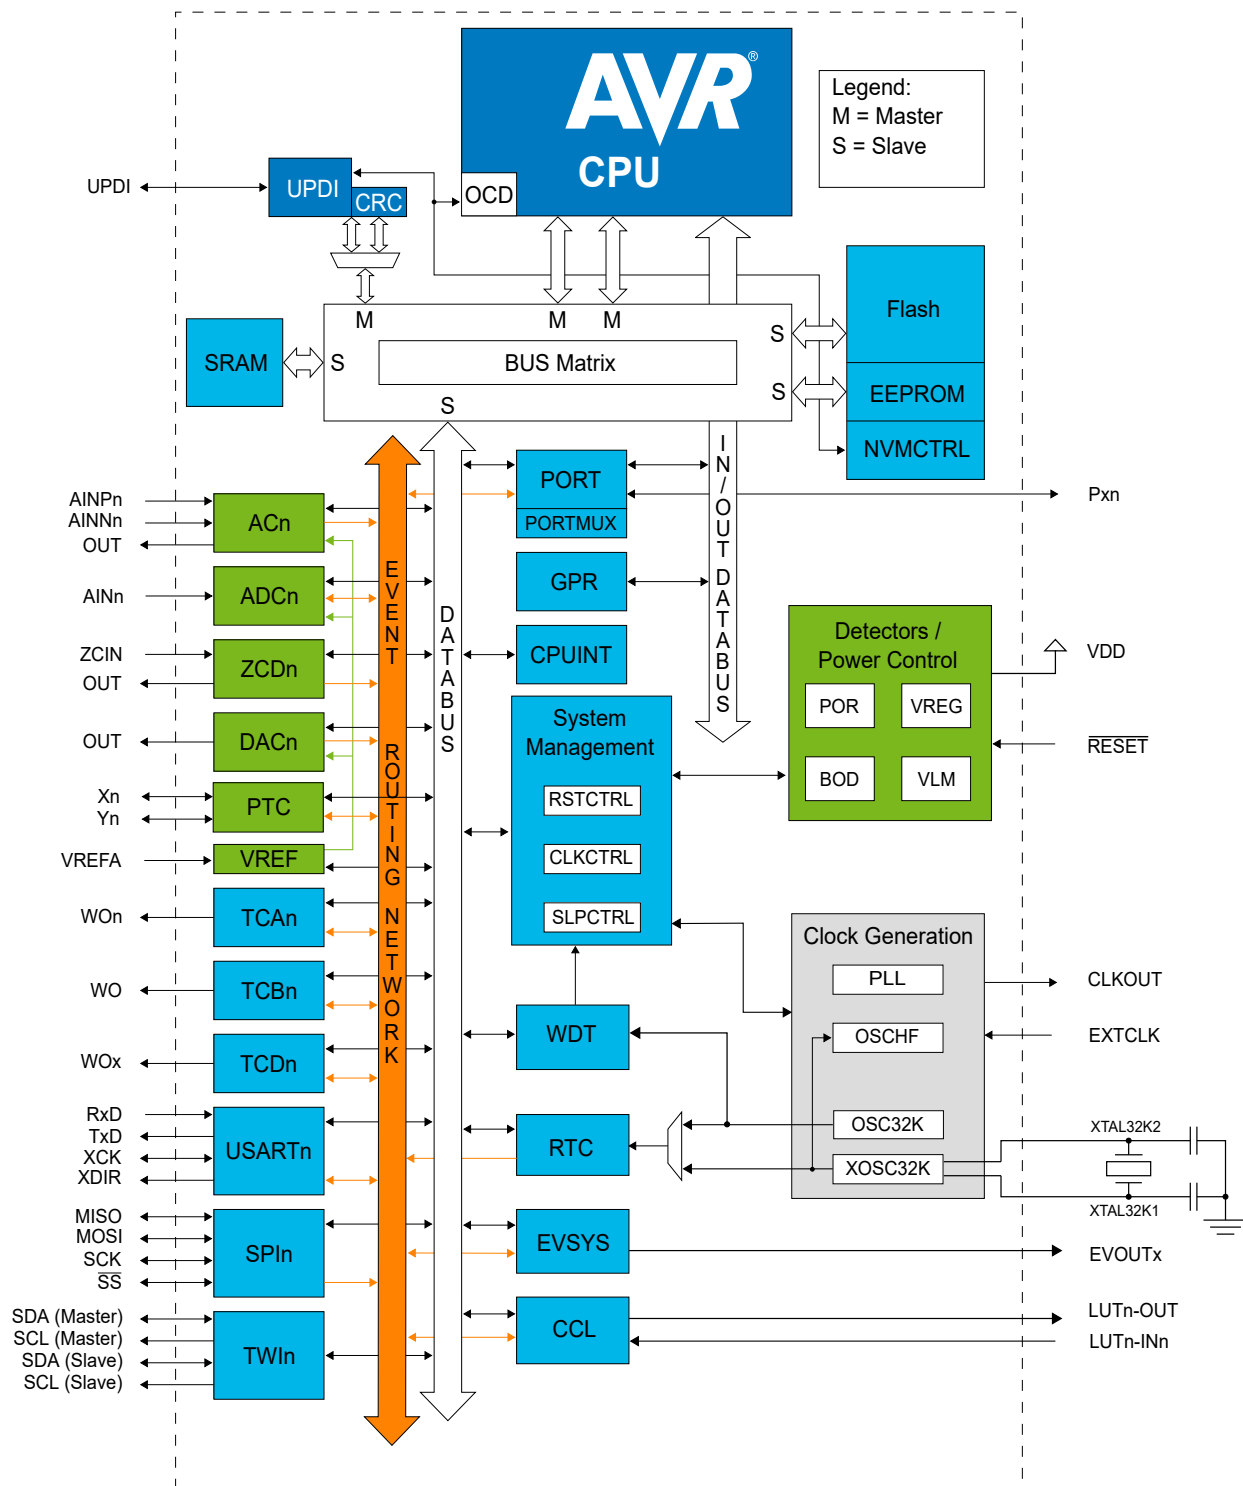 AVR®
CPU
OCD
Legend:
M = Master
S = Slave
UPDI
UPDI
CRC
M
M
M
S
S
S
S
BUS Matrix
SRAM
Flash
EEPROM
NVMCTRL
EVENT ROUTING NETWORK
DATABUS
IN/OUT DATABUS
AINPn
AINNn
OUT
ACn
AINn
ADCn
ZCIN
OUT
ZCDn
OUT
DACn
Xn
Yn
PTC
VREFA
VREF
WOn
TCAn
WO
TCBn
WOx
TCDn
RxD
TxD
XCK
XDIR
USARTn
MISO
MOSI
SCK
SS
SPIn
SDA (Master)
SCL (Master)
SDA (Slave)
SCL (Slave)
TWIn
PORT
PORTMUX
Pxn
GPR
CPUINT
System
Management
RSTCTRL
CLKCTRL
SLPCTRL
Detectors /
Power Control
POR
VREG
BOD
VLM
VDD
RESET
Clock Generation
PLL
OSCHF
OSC32K
XOSC32K
CLKOUT
EXTCLK
XTAL32K2
XTAL32K1
WDT
RTC
EVSYS
EVOUTx
CCL
LUTn-OUT
LUTn-INn